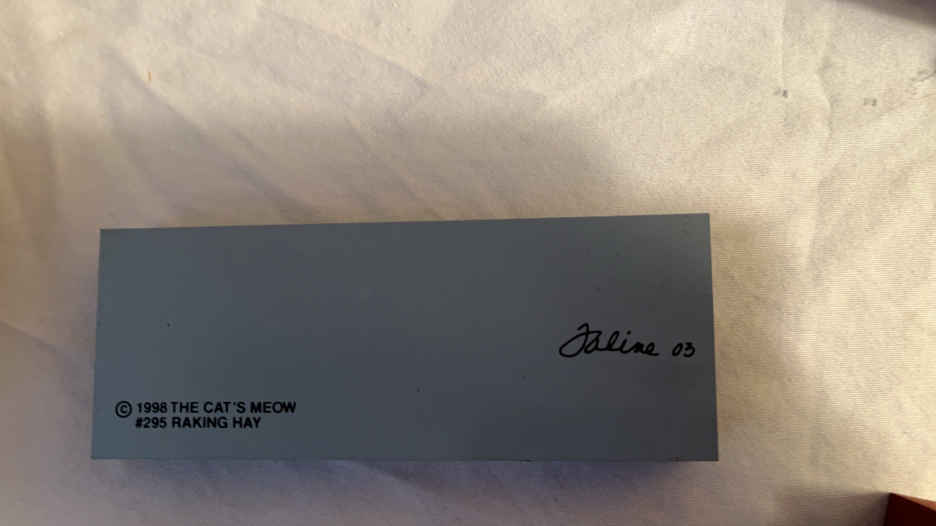 Faline 03
© 1998 THE CAT'S MEOW
#295 RAKING HAY